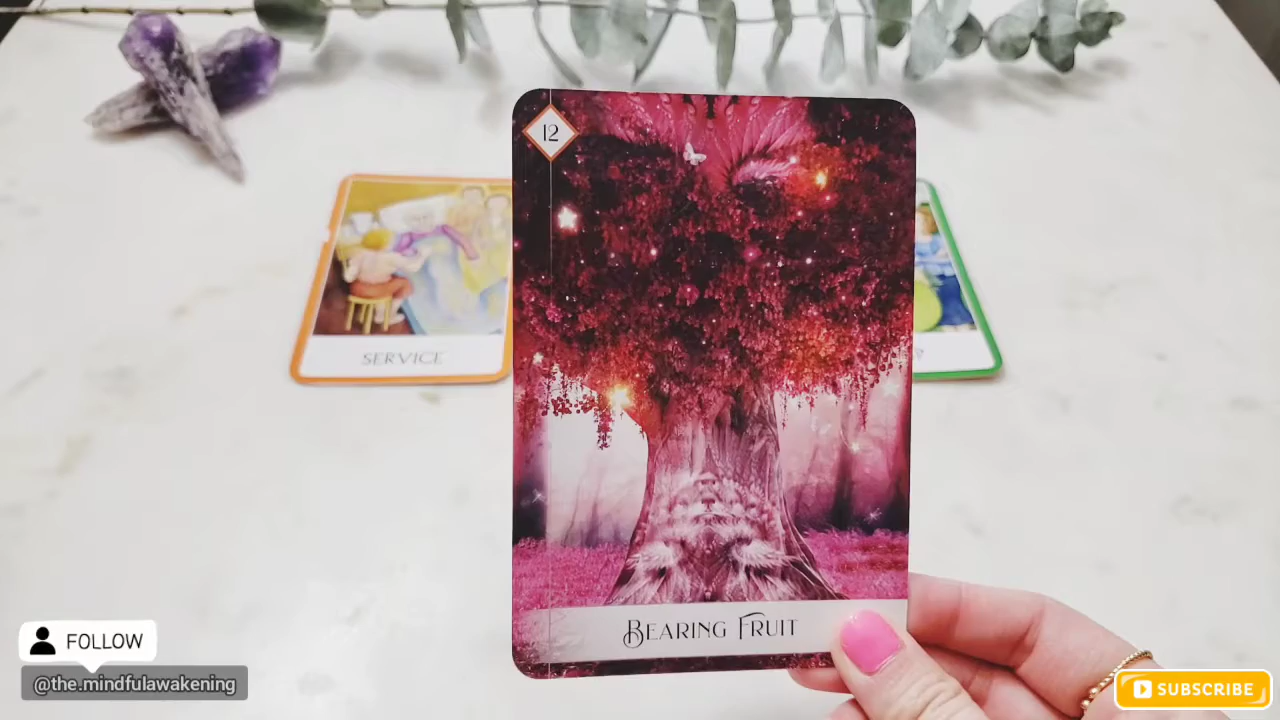 12
SERVICE
BEARING FRUIT
FOLLOW
@the.mindfulawakening
SUBSCRIBE